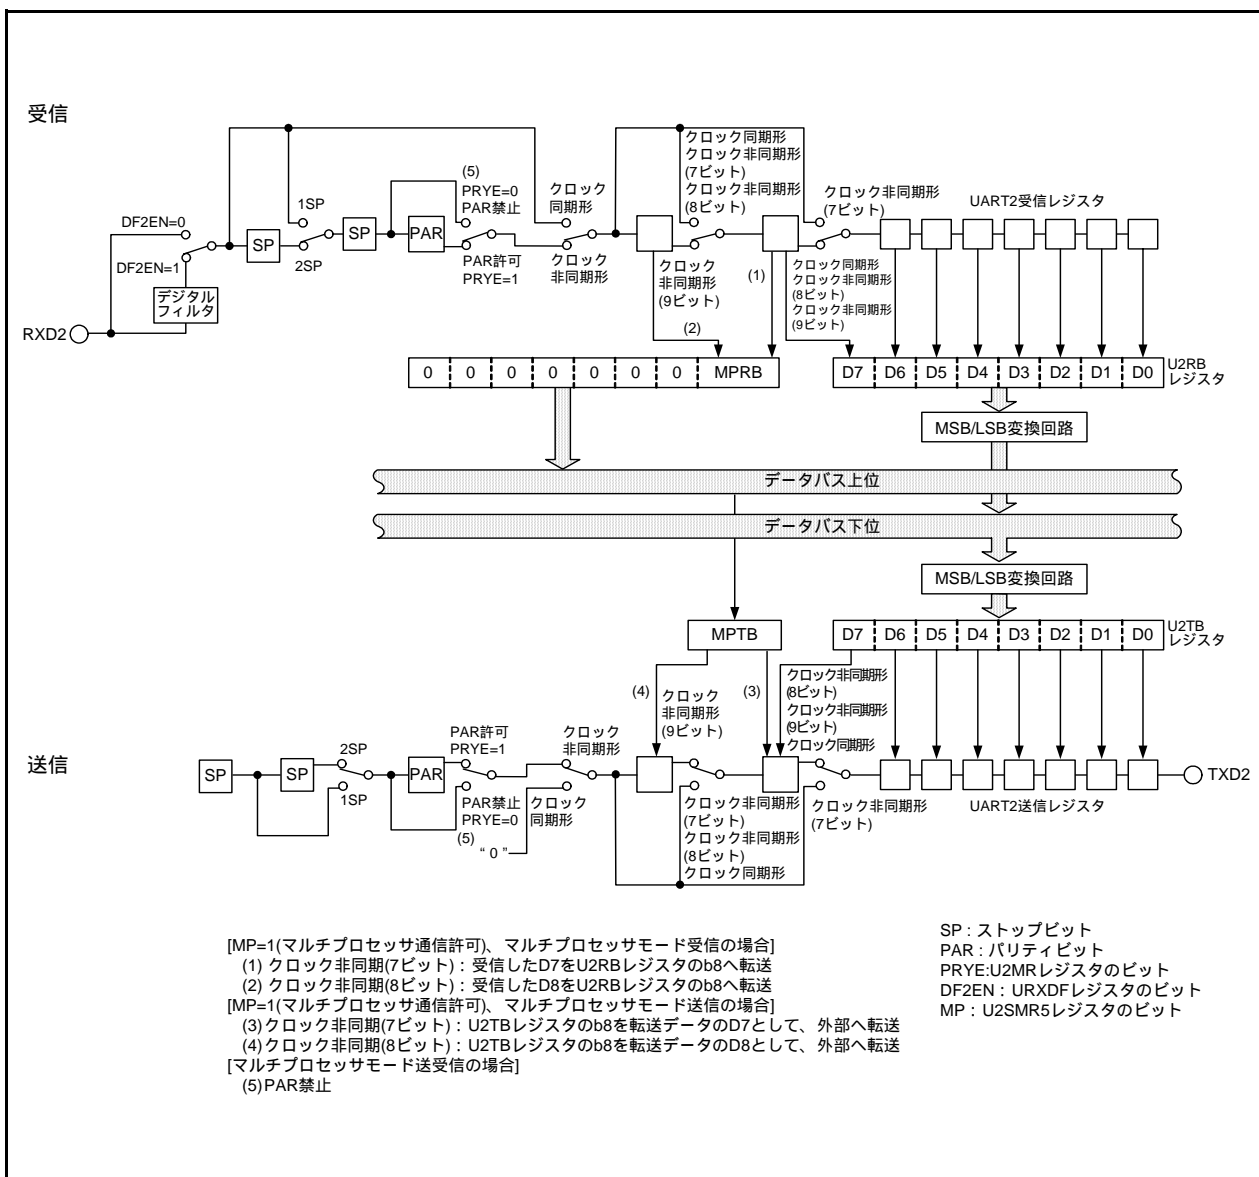 受信
DF2EN=0
DF2EN=1
デジタル
フィルタ
RXD2
SP
1SP
2SP
SP
PAR
(5)
PRYE=0
PAR禁止
PAR許可
PRYE=1
クロック
同期形
クロック
非同期形
クロック同期形
クロック非同期形
(7ビット)
クロック非同期形
(8ビット)
クロック
非同期形
(9ビット)
(2)
(1)
クロック同期形
クロック非同期形
(8ビット)
クロック非同期形
(9ビット)
クロック非同期形
(7ビット)
UART2受信レジスタ
0 0 0 0 0 0 0 MPRB
D7 D6 D5 D4 D3 D2 D1 D0
U2RB
レジスタ
MSB/LSB変換回路
データバス上位
データバス下位
MSB/LSB変換回路
MPTB
D7 D6 D5 D4 D3 D2 D1 D0
U2TB
レジスタ
(4)
クロック
非同期形
(9ビット)
(3)
クロック非同期形
(8ビット)
クロック非同期形
(9ビット)
クロック同期形
送信
SP
SP
2SP
1SP
PAR
PAR許可
PRYE=1
PAR禁止
PRYE=0
(5)
“ 0 ”
クロック
非同期形
クロック
同期形
クロック非同期形
(7ビット)
クロック非同期形
(8ビット)
クロック同期形
クロック非同期形
(7ビット)
UART2送信レジスタ
TXD2
[MP=1(マルチプロセッサ通信許可)、マルチプロセッサモード受信の場合]
(1) クロック非同期(7ビット) : 受信したD7をU2RBレジスタのb8へ転送
(2) クロック非同期(8ビット) : 受信したD8をU2RBレジスタのb8へ転送
[MP=1(マルチプロセッサ通信許可)、マルチプロセッサモード送信の場合]
(3)クロック非同期(7ビット) : U2TBレジスタのb8を転送データのD7として、外部へ転送
(4)クロック非同期(8ビット) : U2TBレジスタのb8を転送データのD8として、外部へ転送
[マルチプロセッサモード送受信の場合]
(5)PAR禁止
SP : ストップビット
PAR : パリティビット
PRYE:U2MRレジスタのビット
DF2EN : URXDFレジスタのビット
MP : U2SMR5レジスタのビット